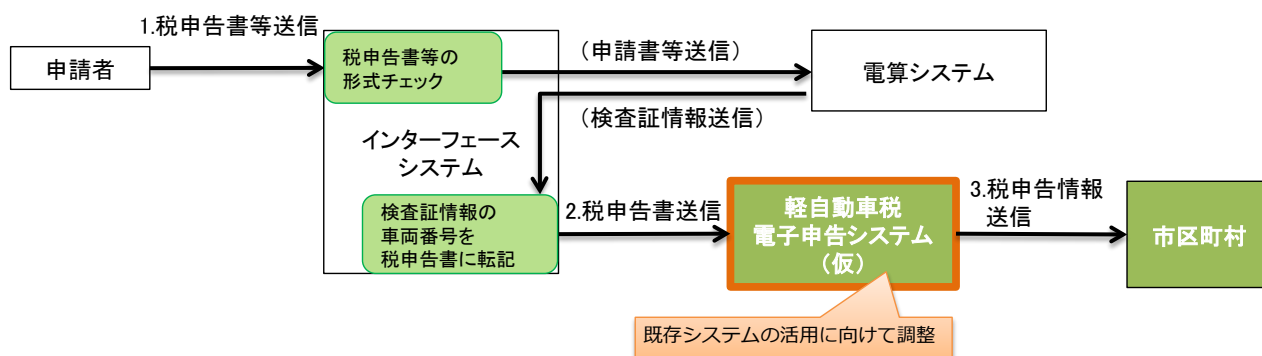 1.税申告書等送信
申請者
税申告書等の
形式チェック
(申請書等送信)
電算システム
(検査証情報送信)
インターフェース
システム
検査証情報の
車両番号を
税申告書に転記
2.税申告書送信
軽自動車税
電子申告システム
(仮)
3.税申告情報
送信
市区町村
既存システムの活用に向けて調整